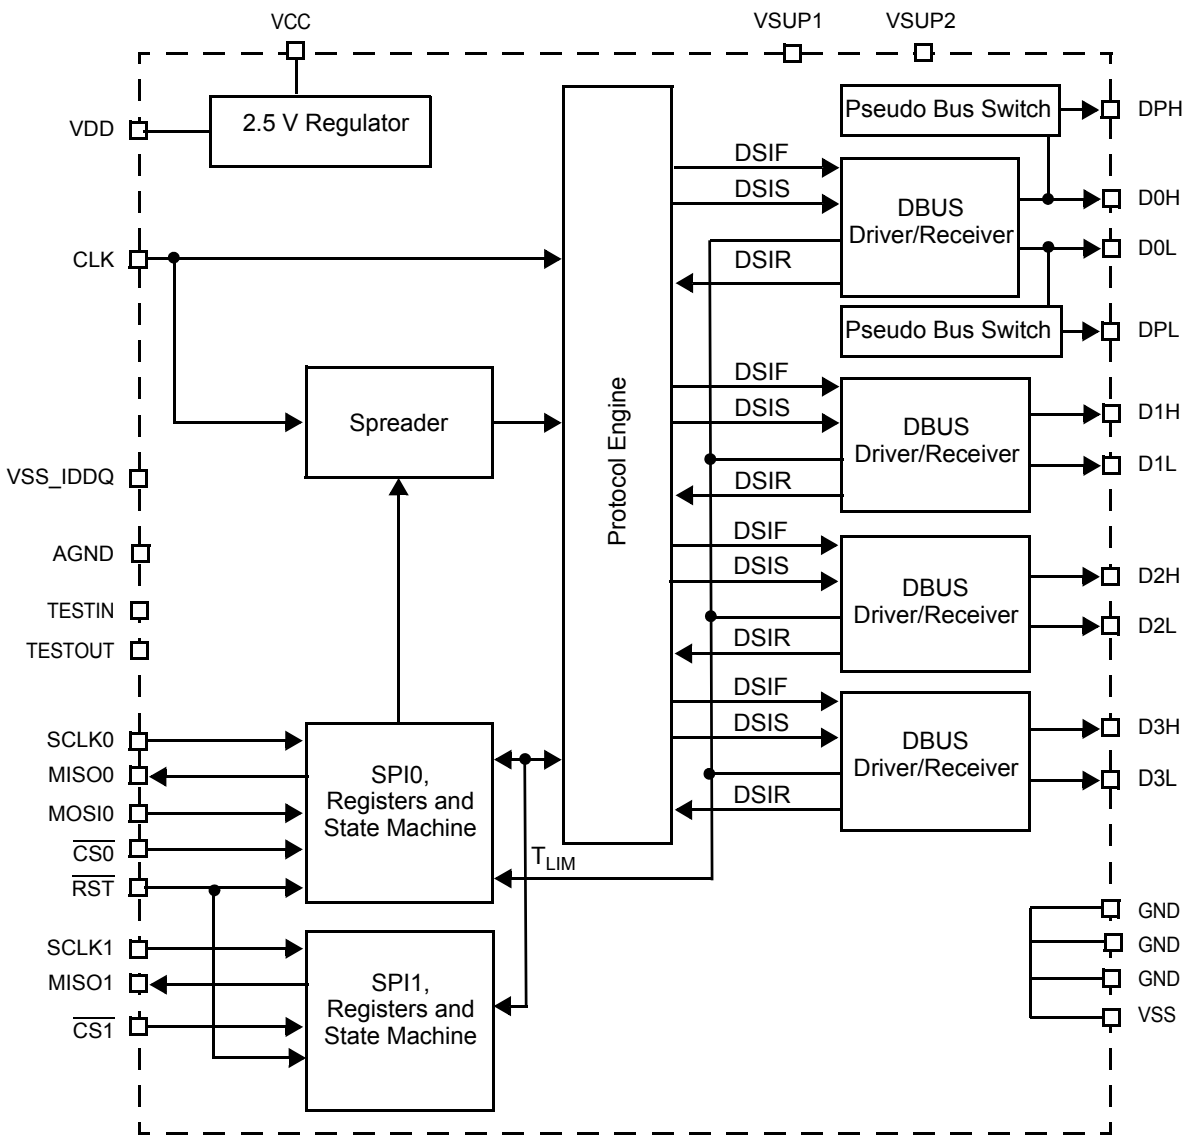 VCC
VSUP1
VSUP2
VDD
2.5 V Regulator
CLK
Spreader
VSS_IDDQ
AGND
TESTIN
TESTOUT
SCLK0
MISO0
MOSI0
CS0
RST
SPI0,
Registers and
State Machine
SCLK1
MISO1
CS1
SPI1,
Registers and
State Machine
TLIM
Protocol Engine
Pseudo Bus Switch
DPH
DSIF
DSIS
DSIR
DBUS
Driver/Receiver
D0H
D0L
Pseudo Bus Switch
DPL
DSIF
DSIS
DSIR
DBUS
Driver/Receiver
D1H
D1L
DSIF
DSIS
DSIR
DBUS
Driver/Receiver
D2H
D2L
DSIF
DSIS
DSIR
DBUS
Driver/Receiver
D3H
D3L
GND
GND
GND
VSS